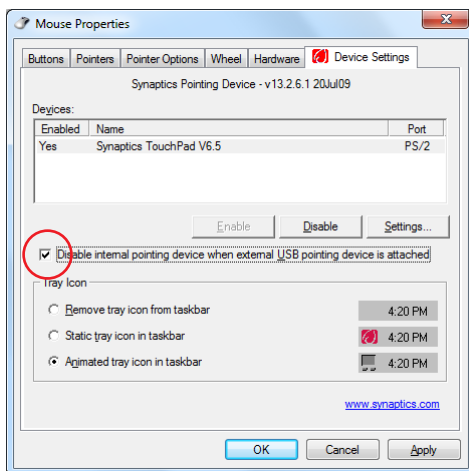 Mouse Properties
Buttons Pointers Pointer Options Wheel Hardware Device Settings
Synaptics Pointing Device - v13.2.6.1 20Jul09
Devices:
Enabled Name Port
Yes Synaptics TouchPad V6.5 PS/2
Enable Disable Settings...
Disable internal pointing device when external USB pointing device is attached
Tray Icon
Remove tray icon from taskbar 4:20 PM
Static tray icon in taskbar 4:20 PM
Animated tray icon in taskbar 4:20 PM
www.synaptics.com
OK Cancel Apply